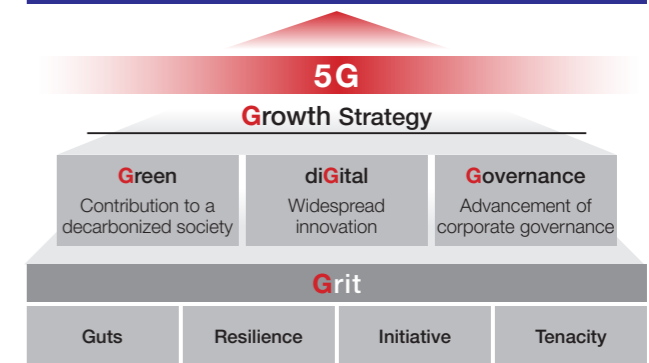 5G
Growth Strategy
Green
Contribution to a
decarbonized society
diGital
Widespread
innovation
Governance
Advancement of
corporate governance
Grit
Guts
Resilience
Initiative
Tenacity